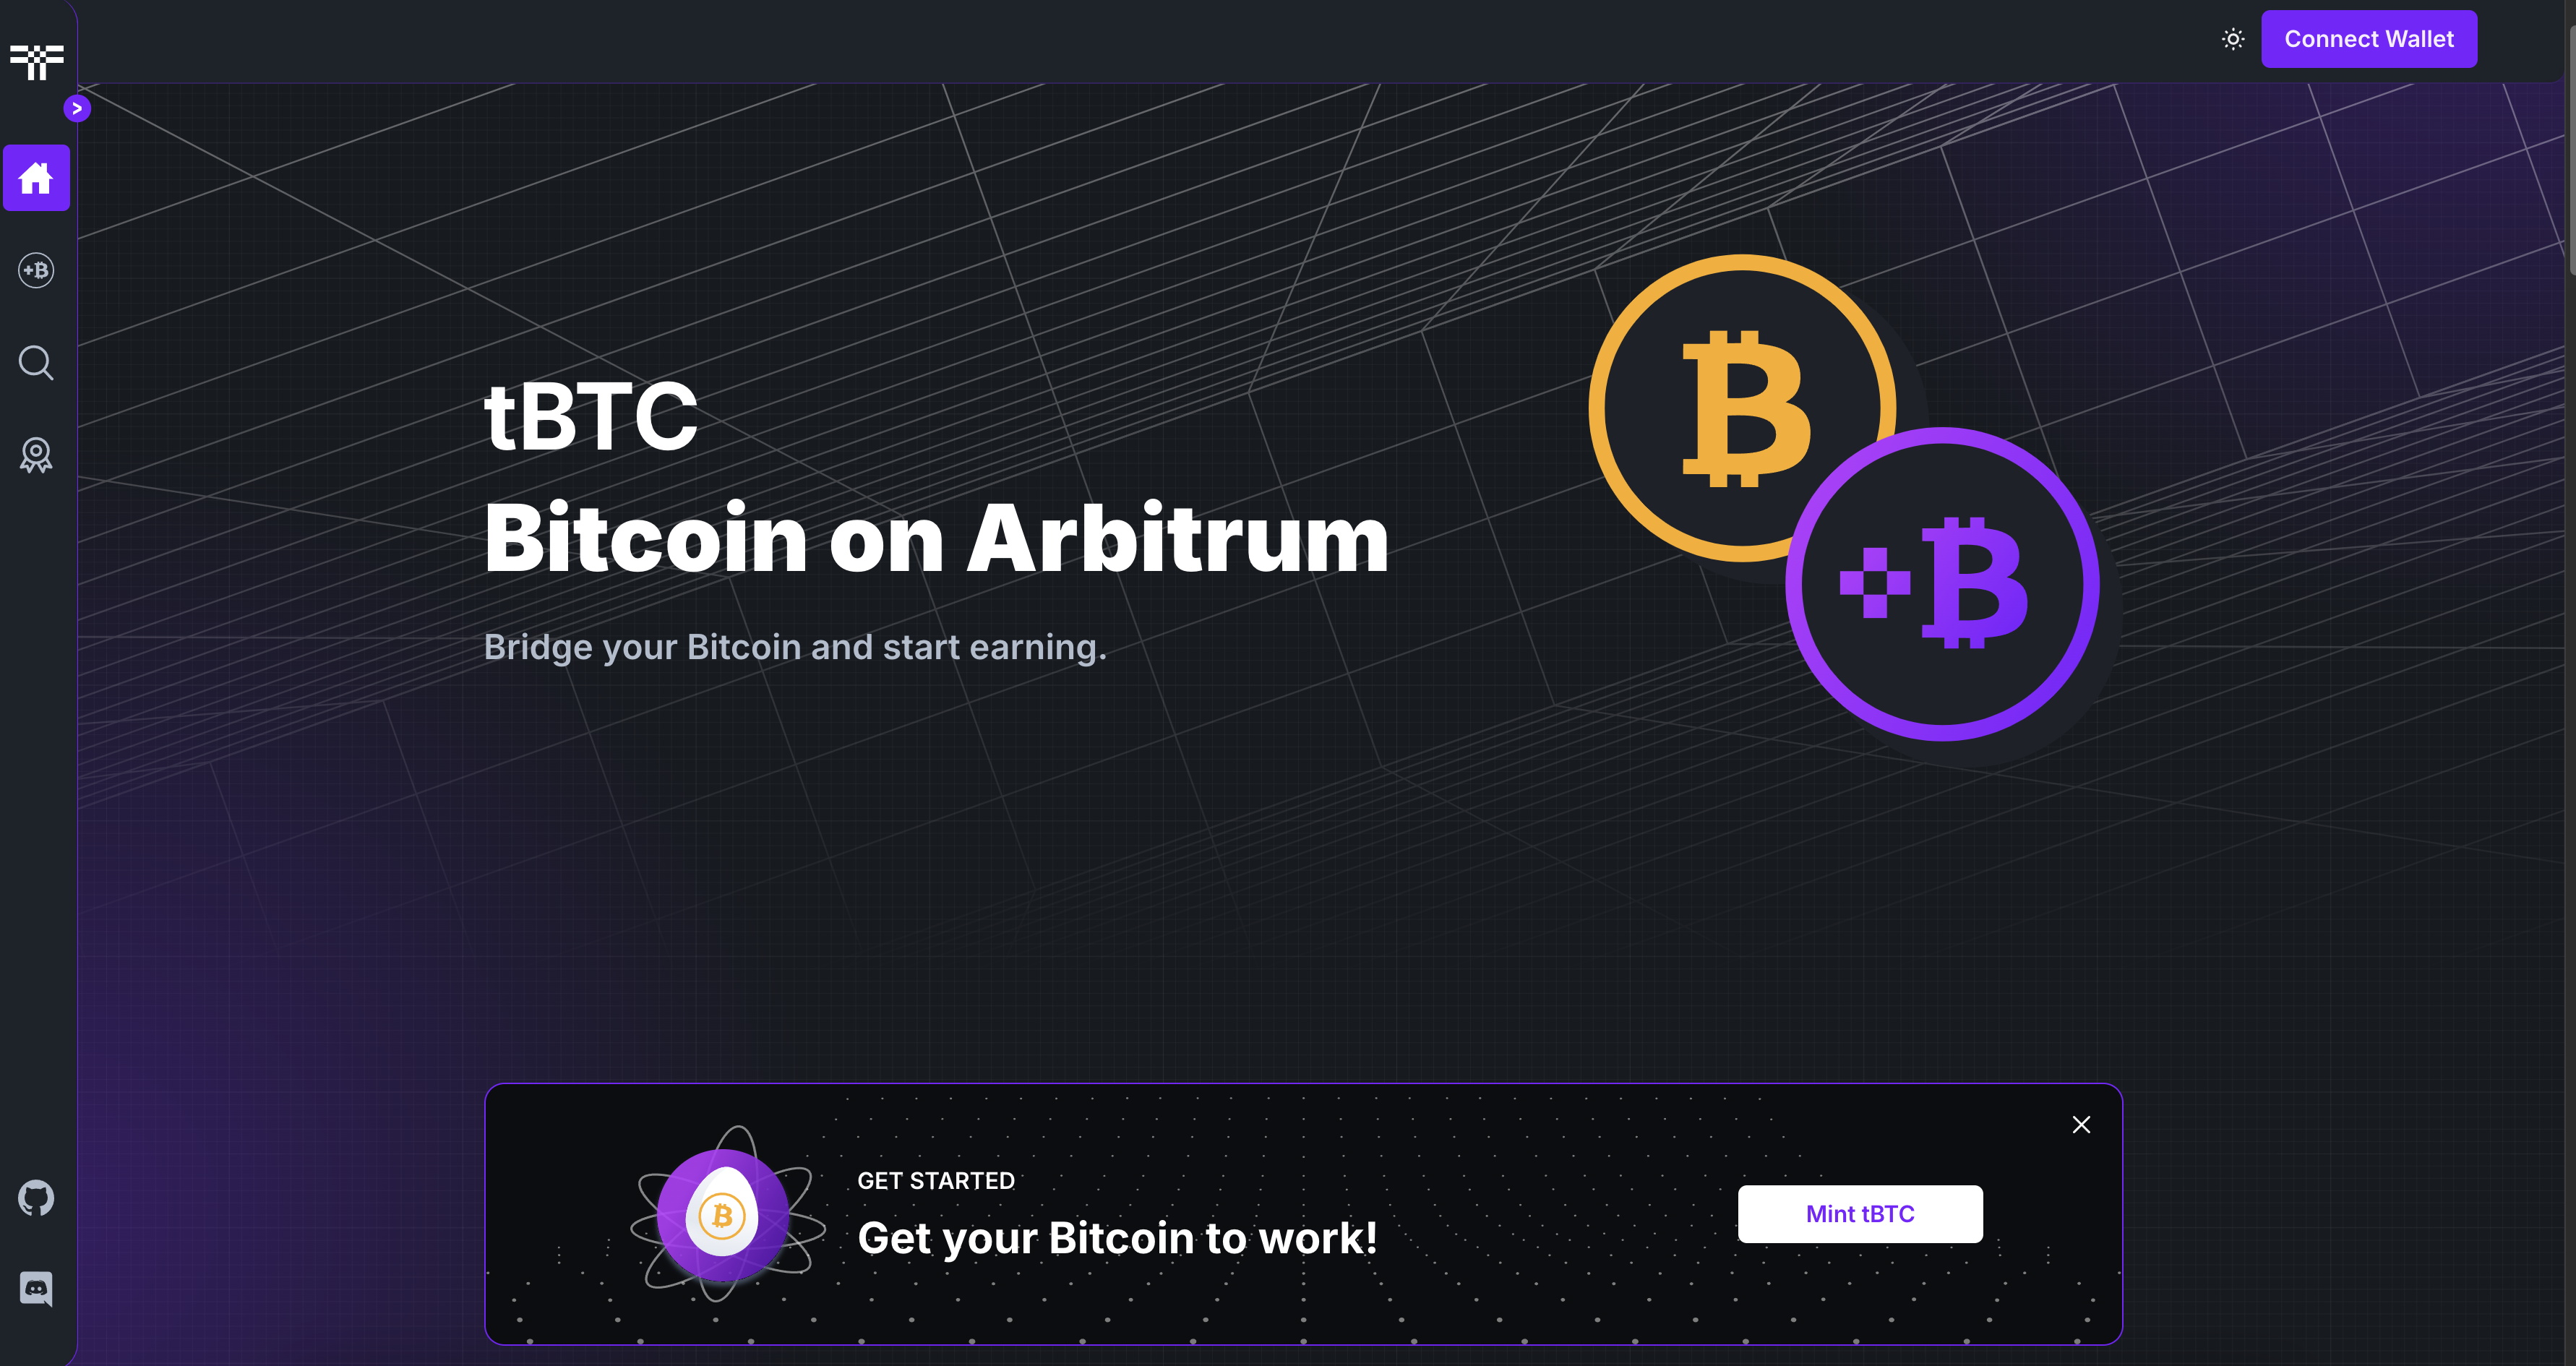 Connect Wallet
tBTC
Bitcoin on Arbitrum
Bridge your Bitcoin and start earning.
GET STARTED
Get your Bitcoin to work!
Mint tBTC